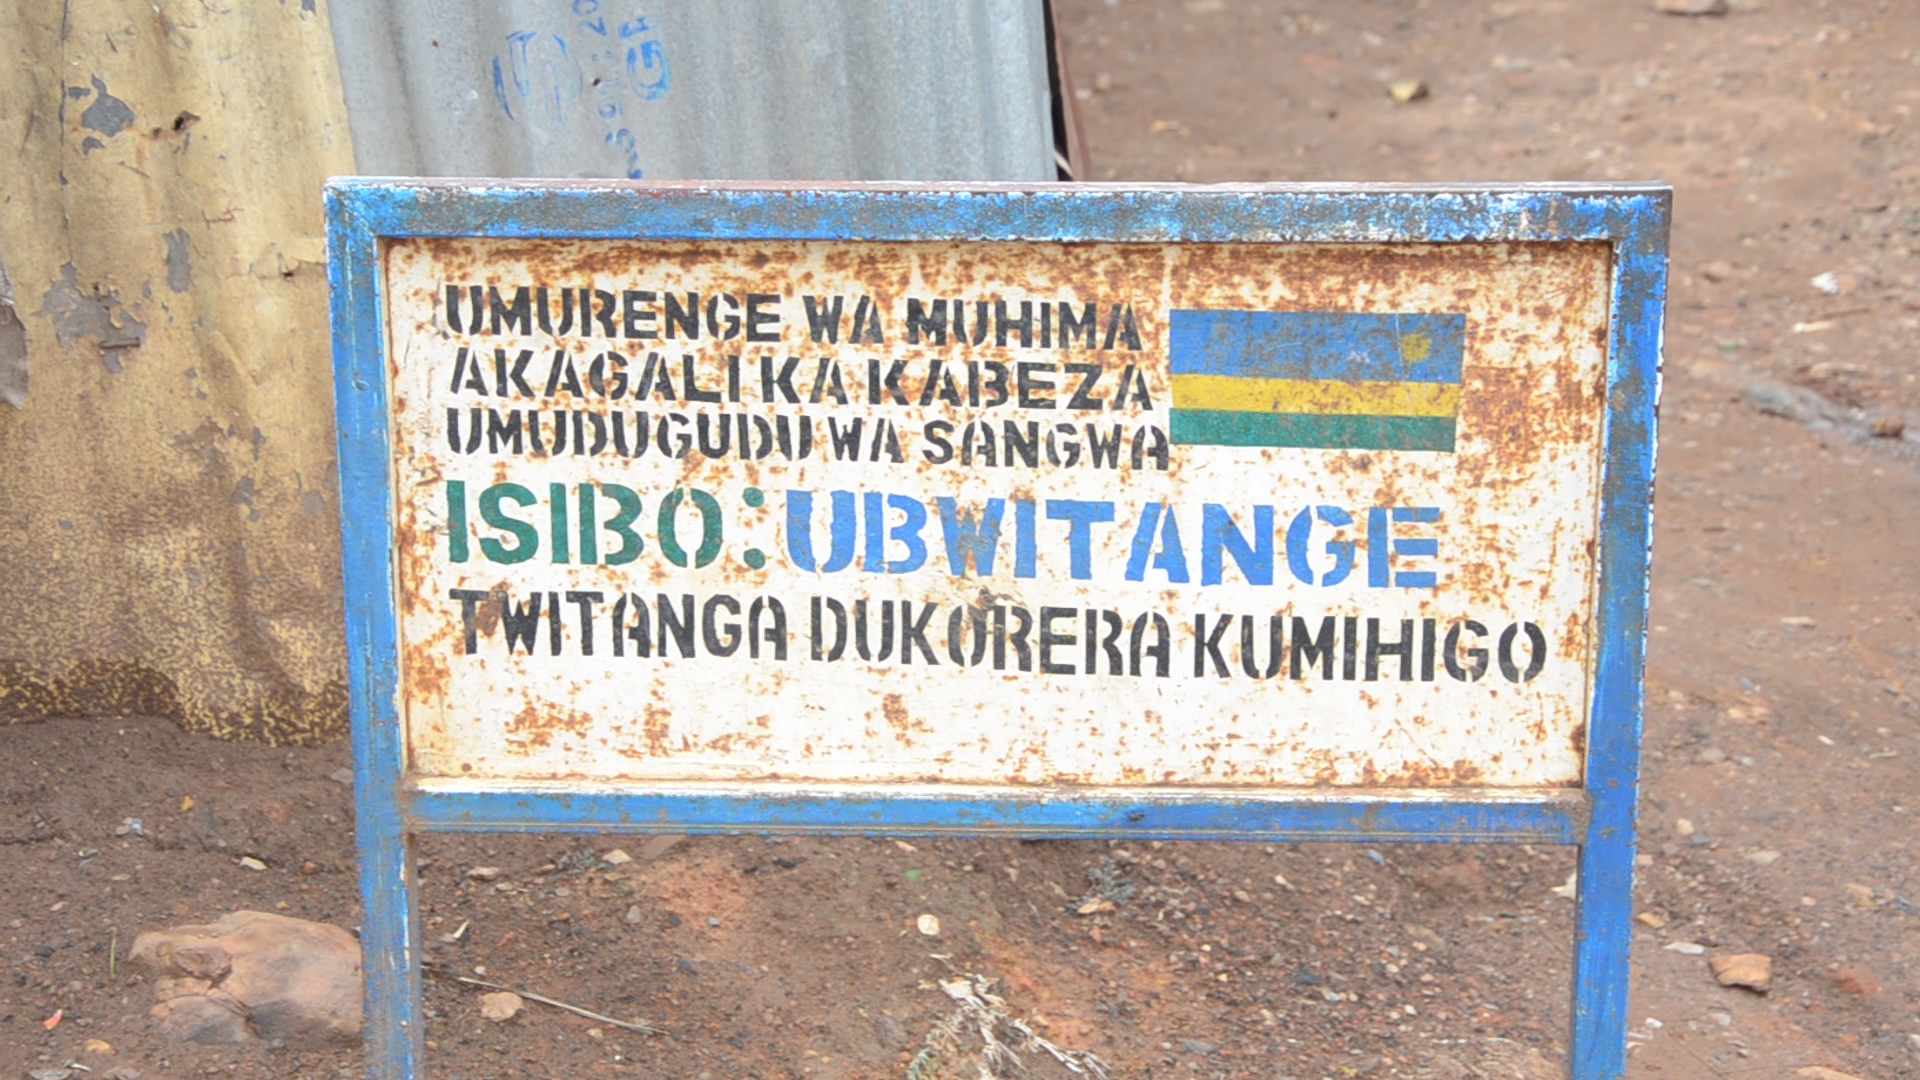 UMURENGE WA MUHIMA
AKAGALI KA KABEZA
UMUDUGUDU WA SANGWA
ISIBO: UBWITANGE
TWITANGA DUKORERA KUMIHIGO